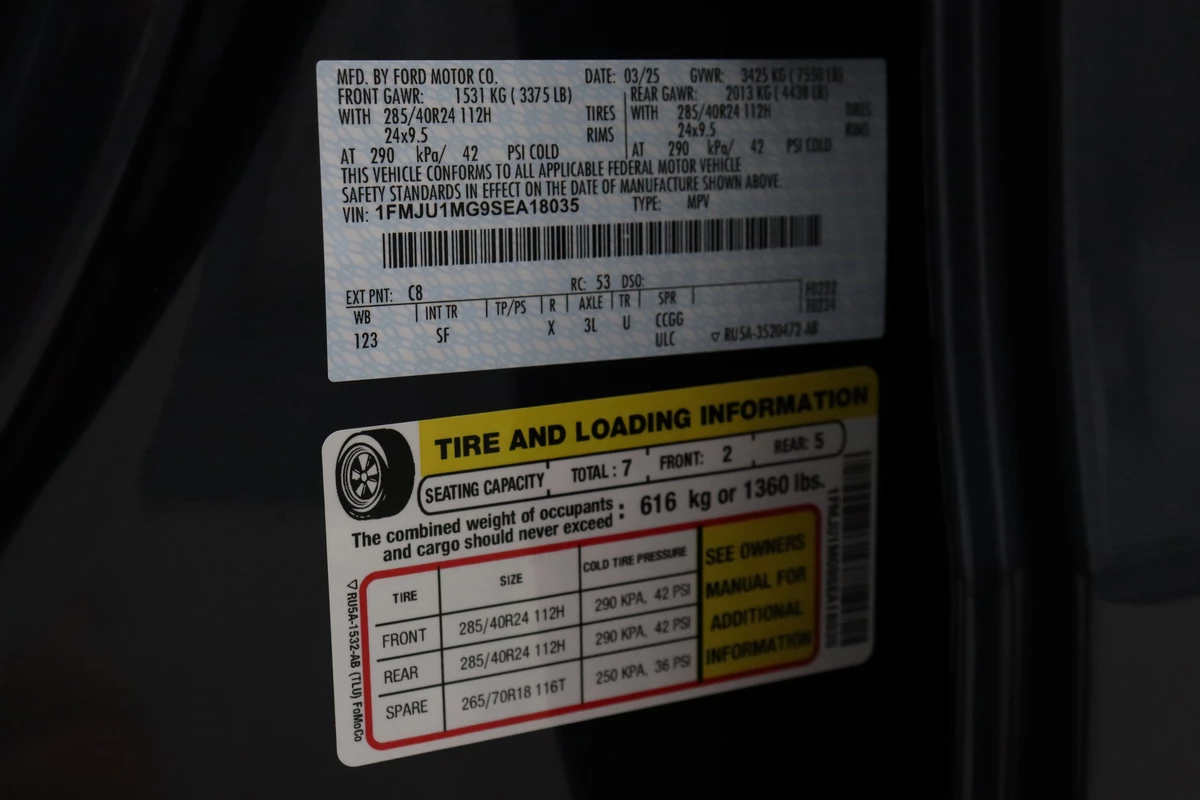 MFD. BY FORD MOTOR CO. DATE: 03/25 GVWR: 3425 KG ( 7550 LB)
FRONT GAWR: 1531 KG ( 3375 LB) REAR GAWR: 2013 KG ( 4438 LB)
WITH 285/40R24 112H TIRES WITH 285/40R24 112H TIRES
24x9.5 RIMS 24x9.5 RIMS
AT 290 kPa/ 42 PSI COLD AT 290 kPa/ 42 PSI COLD
THIS VEHICLE CONFORMS TO ALL APPLICABLE FEDERAL MOTOR VEHICLE
SAFETY STANDARDS IN EFFECT ON THE DATE OF MANUFACTURE SHOWN ABOVE.
VIN: 1FMJU1MG9SEA18035 TYPE: MPV
EXT PNT: C8 RC: 53 DSO:
F0232
WB INT TR TP/PS R AXLE TR SPR F0234
123 SF X 3L U CCGG
ULC ▽ RU5A-3520472-AB
TIRE AND LOADING INFORMATION
SEATING CAPACITY TOTAL : 7 FRONT: 2 REAR: 5
The combined weight of occupants and cargo should never exceed : 616 kg or 1360 lbs.
TIRE SIZE COLD TIRE PRESSURE
FRONT 285/40R24 112H 290 KPA, 42 PSI
REAR 285/40R24 112H 290 KPA, 42 PSI
SPARE 265/70R18 116T 250 KPA, 36 PSI
SEE OWNERS
MANUAL FOR
ADDITIONAL
INFORMATION
▽ RU5A-1532-AB (TLU) FoMoCo
1FMJU1MG9SEA18035